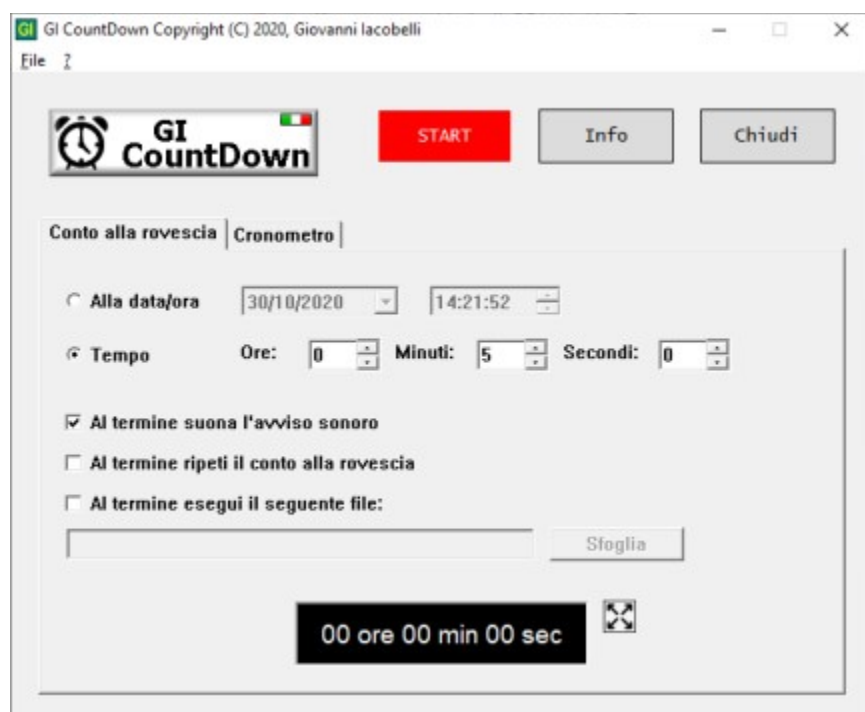 GI GI CountDown Copyright (C) 2020, Giovanni Iacobelli
File ?
GI
CountDown
START
Info
Chiudi
Conto alla rovescia
Cronometro
Alla data/ora 30/10/2020 14:21:52
Tempo Ore: 0 Minuti: 5 Secondi: 0
Al termine suona l'avviso sonoro
Al termine ripeti il conto alla rovescia
Al termine esegui il seguente file:
Sfoglia
00 ore 00 min 00 sec